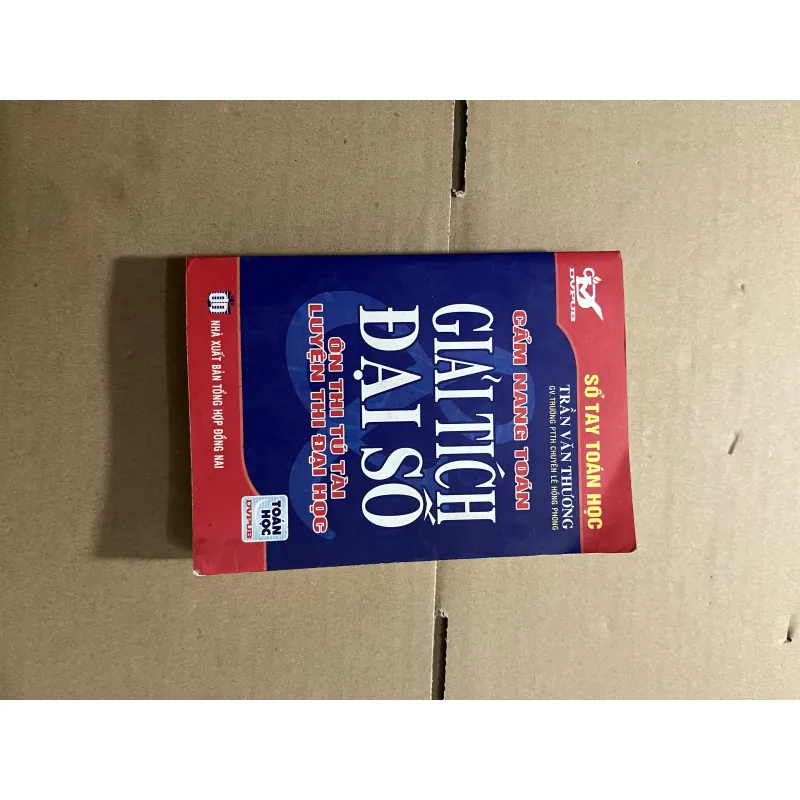 DVPUB
SỔ TAY TOÁN HỌC
TRẦN VĂN THƯƠNG
GV. TRƯỜNG PTTH CHUYÊN LÊ HỒNG PHONG
CẨM NANG TOÁN
GIẢI TÍCH
ĐẠI SỐ
ÔN THI TÚ TÀI
LUYỆN THI ĐẠI HỌC
TOÁN
HỌC
DVPUB
NHÀ XUẤT BẢN TỔNG HỢP ĐỒNG NAI